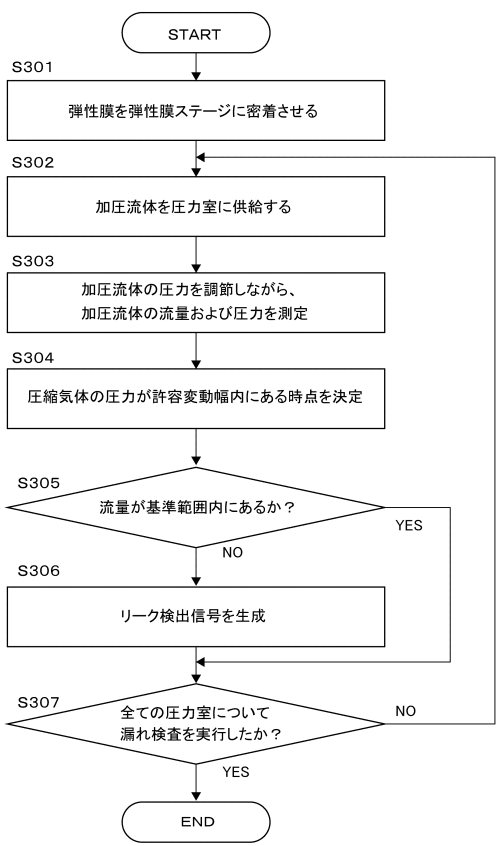 START
S301
弾性膜を弾性膜ステージに密着させる
S302
加圧流体を圧力室に供給する
S303
加圧流体の圧力を調節しながら、
加圧流体の流量および圧力を測定
S304
圧縮気体の圧力が許容変動幅内にある時点を決定
S305
流量が基準範囲内にあるか？
YES
NO
S306
リーク検出信号を生成
S307
全ての圧力室について
漏れ検査を実行したか？
NO
YES
END